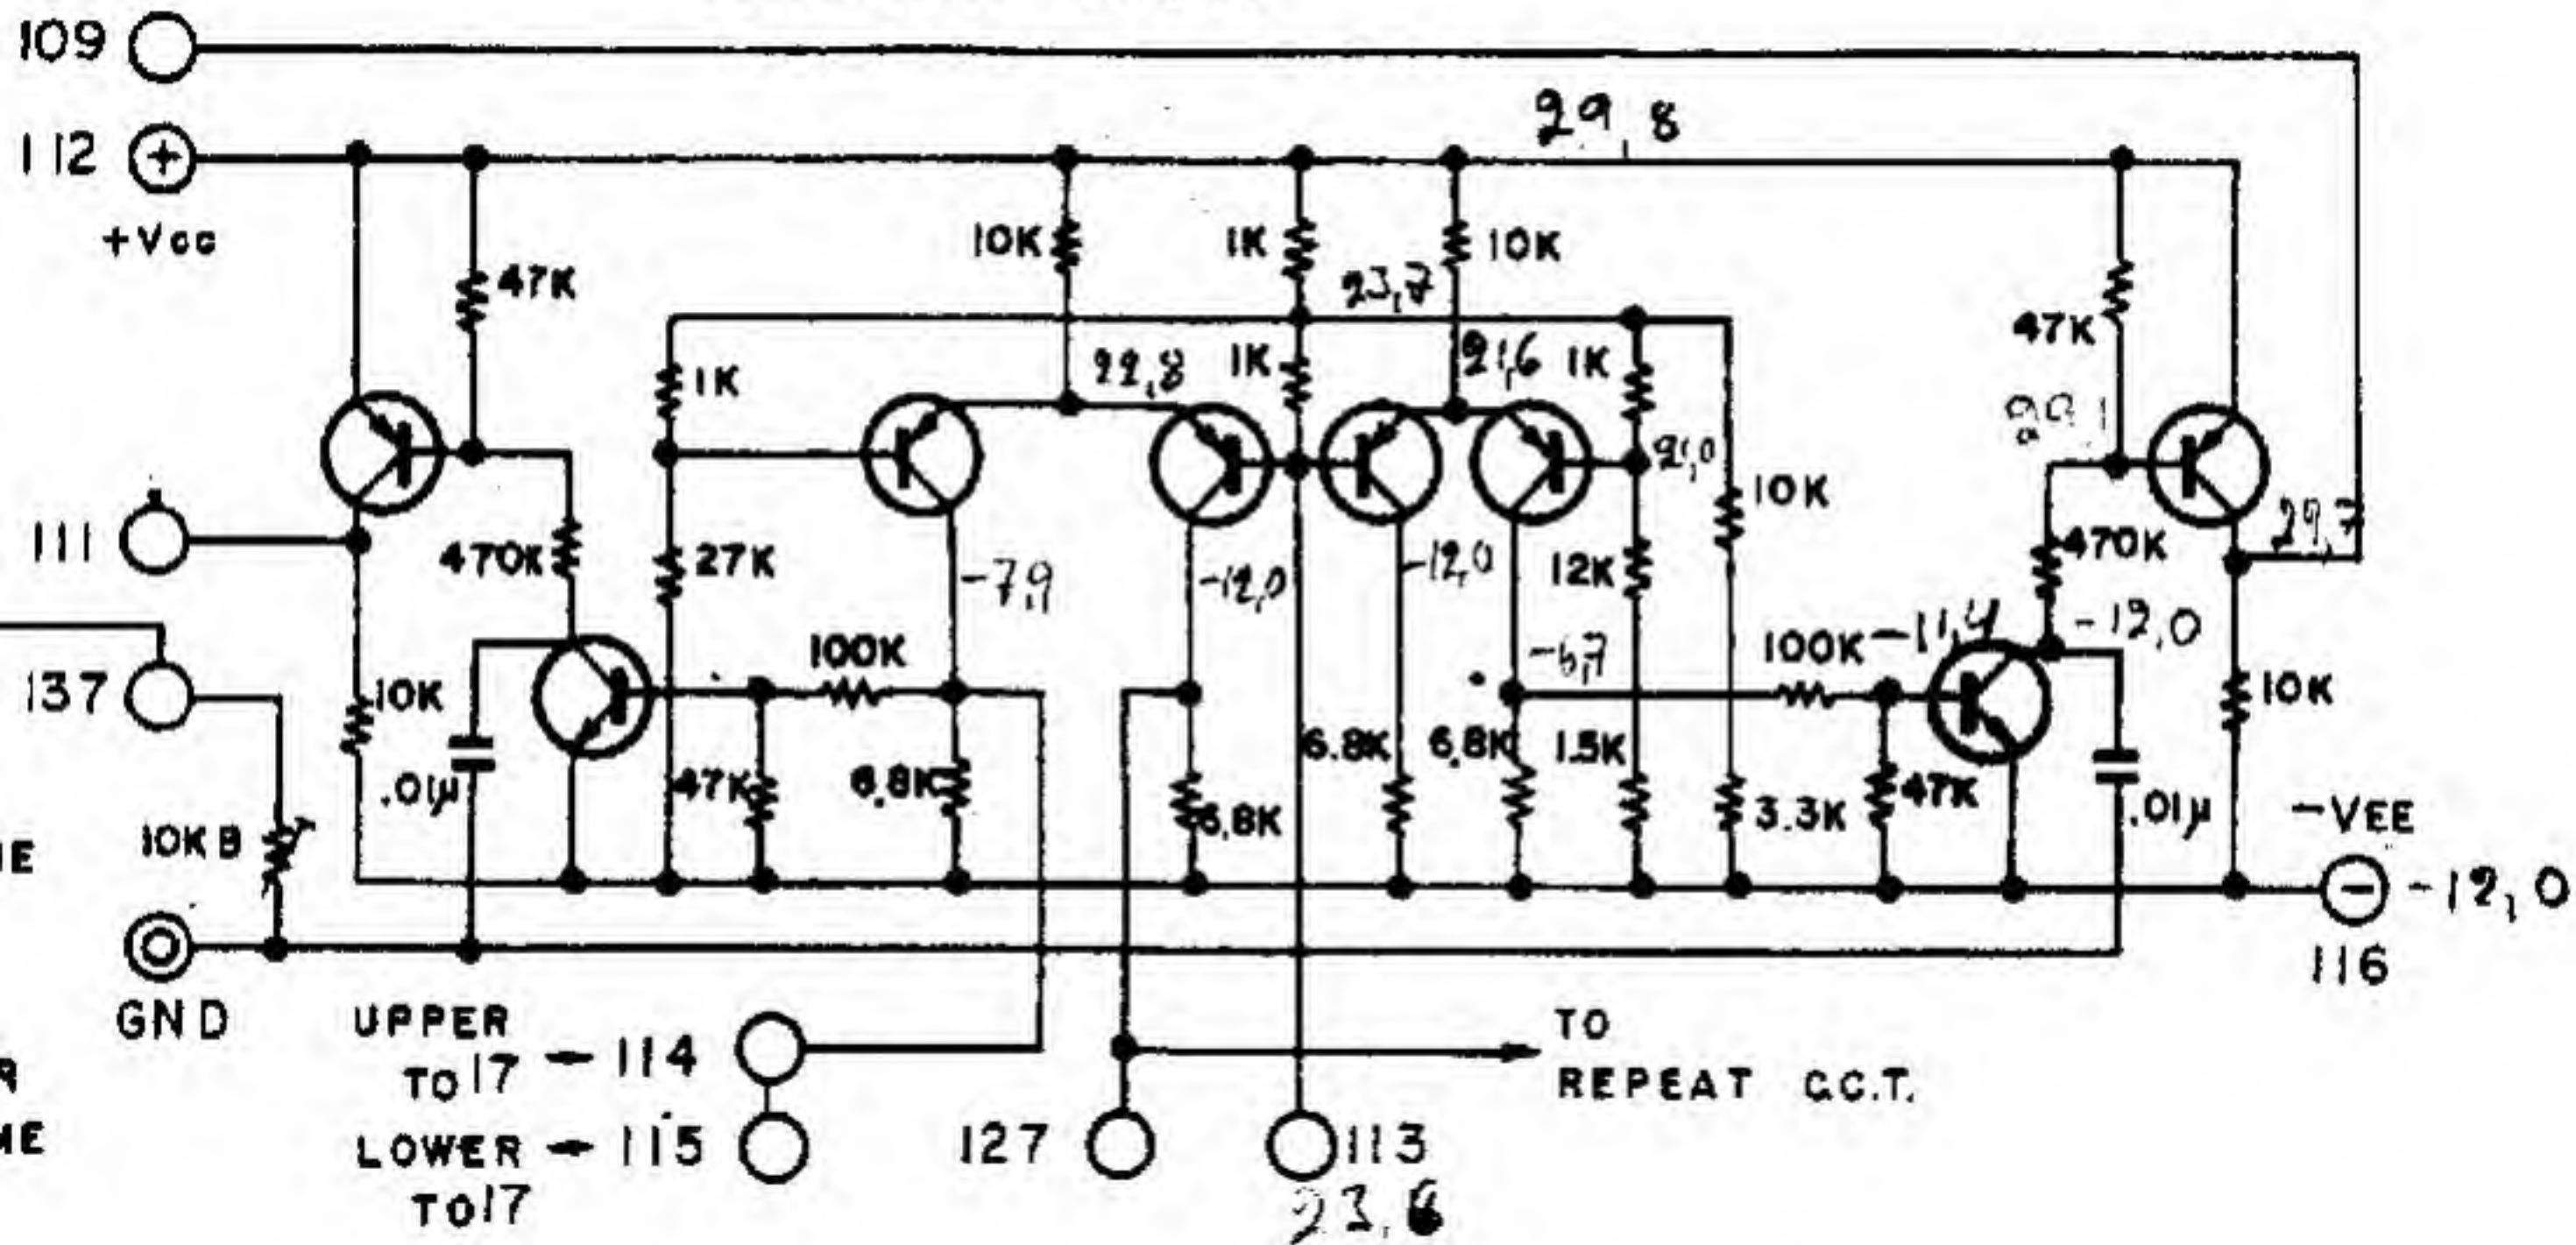 109
29,8
112
+Vcc
10K
1K
10K
47K
23,7
47K
1K
22,8
1K
21,6
1K
21,0
10K
111
470K
27K
-7,9
-12,0
-12,0
12K
470K
29,7
137
10K
100K
-6,7
100K
-11,4
-12,0
10K
.01μ
47K
6.8K
6.8K
6.8K
6.8K
1.5K
3.3K
47K
.01μ
-VEE
10KB
-12,0
116
GND
UPPER
TO 17
114
LOWER
115
TO 17
127
113
TO
REPEAT C.C.T.